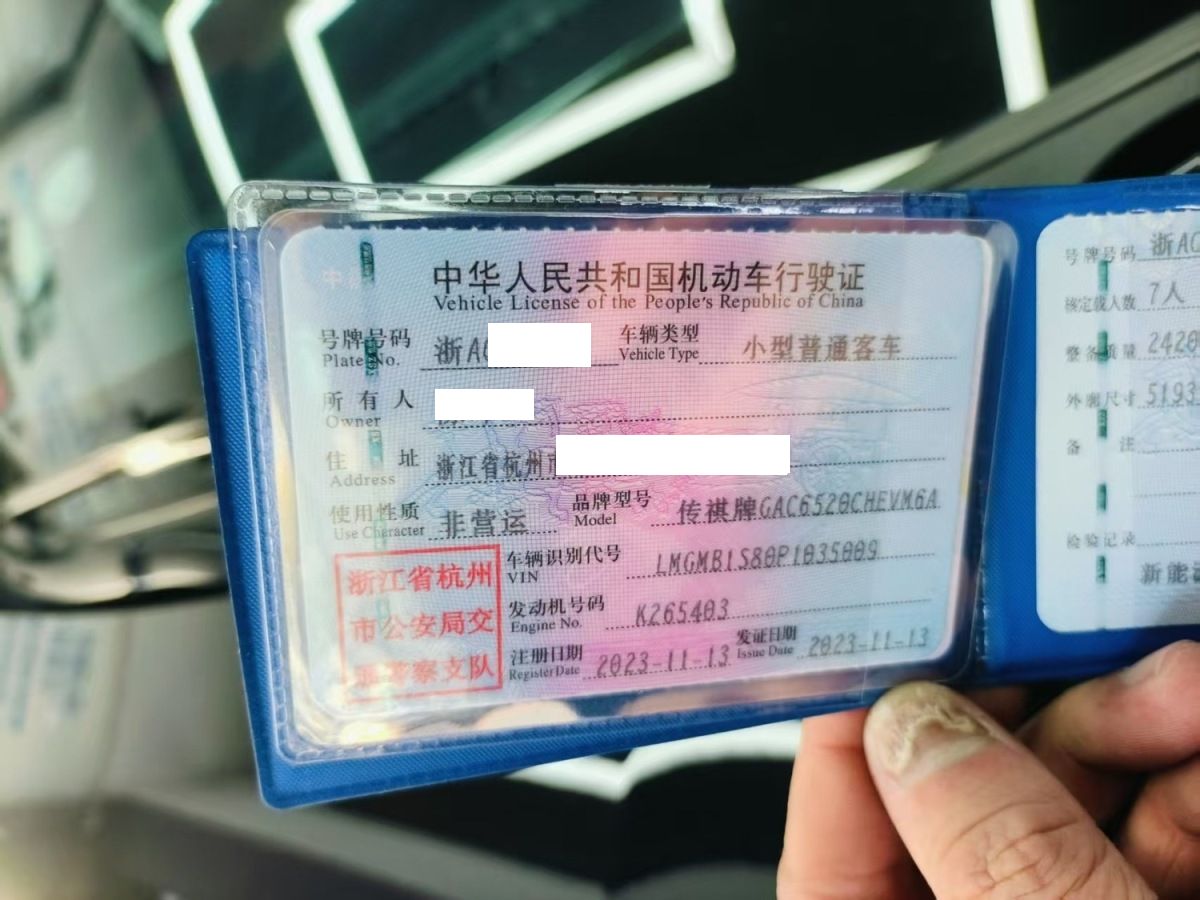 中华人民共和国机动车行驶证
Vehicle License of the People's Republic of China
号牌号码 浙A 车辆类型 小型普通客车
Plate No. Vehicle Type
所有人
Owner
住址 浙江省杭州市
Address
使用性质 非营运 品牌型号 传祺牌GAC6520CHEVM6A
Use Character Model
浙江省杭州
市公安局交
通警察支队
车辆识别代号 LMGMB1S80P1035009
VIN
发动机号码 K265403
Engine No.
注册日期 2023-11-13 发证日期 2023-11-13
Register Date Issue Date
号牌号码 浙A
核定载人数 7人
整备质量 2420
外廓尺寸 5193
备注
检验记录
新能